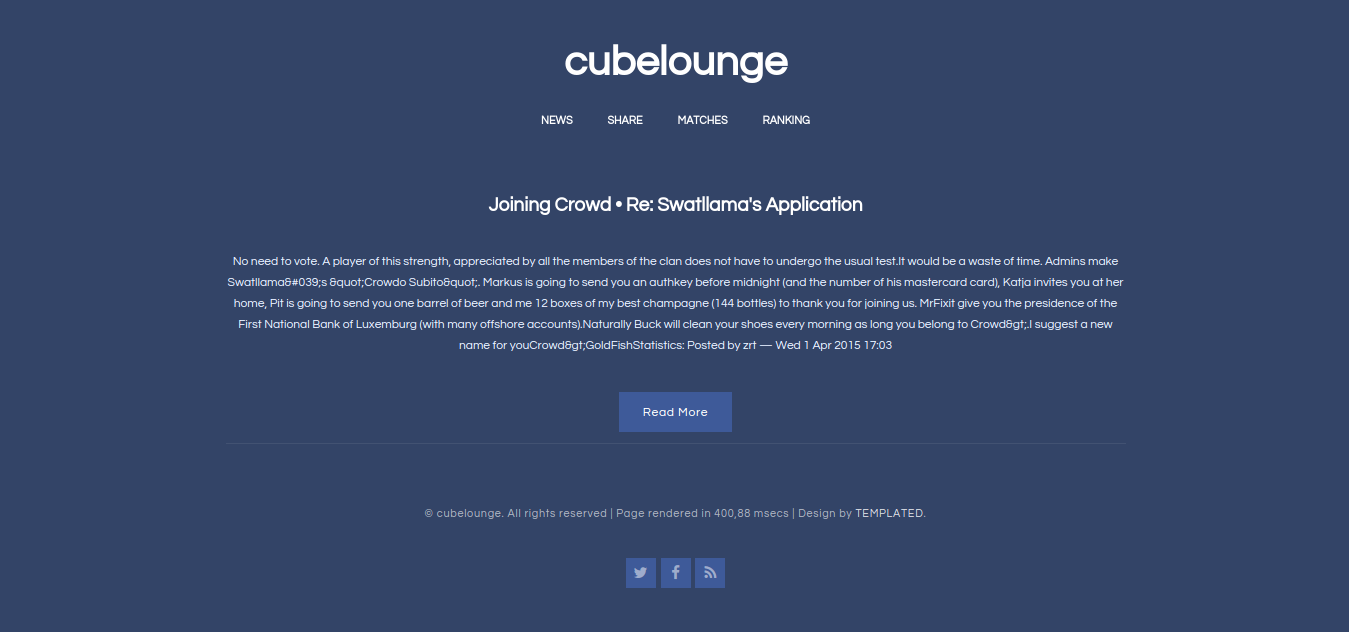 cubelounge
NEWS SHARE MATCHES RANKING
Joining Crowd • Re: Swatllama's Application
No need to vote. A player of this strength, appreciated by all the members of the clan does not have to undergo the usual test.It would be a waste of time. Admins make
Swatllama&#039;s &quot;Crowdo Subito&quot;. Markus is going to send you an authkey before midnight (and the number of his mastercard card), Katja invites you at her
home, Pit is going to send you one barrel of beer and me 12 boxes of my best champagne (144 bottles) to thank you for joining us. MrFixit give you the presidence of the
First National Bank of Luxemburg (with many offshore accounts).Naturally Buck will clean your shoes every morning as long you belong to Crowd&gt;.I suggest a new
name for youCrowd&gt;GoldFishStatistics: Posted by zrt — Wed 1 Apr 2015 17:03
Read More
© cubelounge. All rights reserved | Page rendered in 400,88 msecs | Design by TEMPLATED.